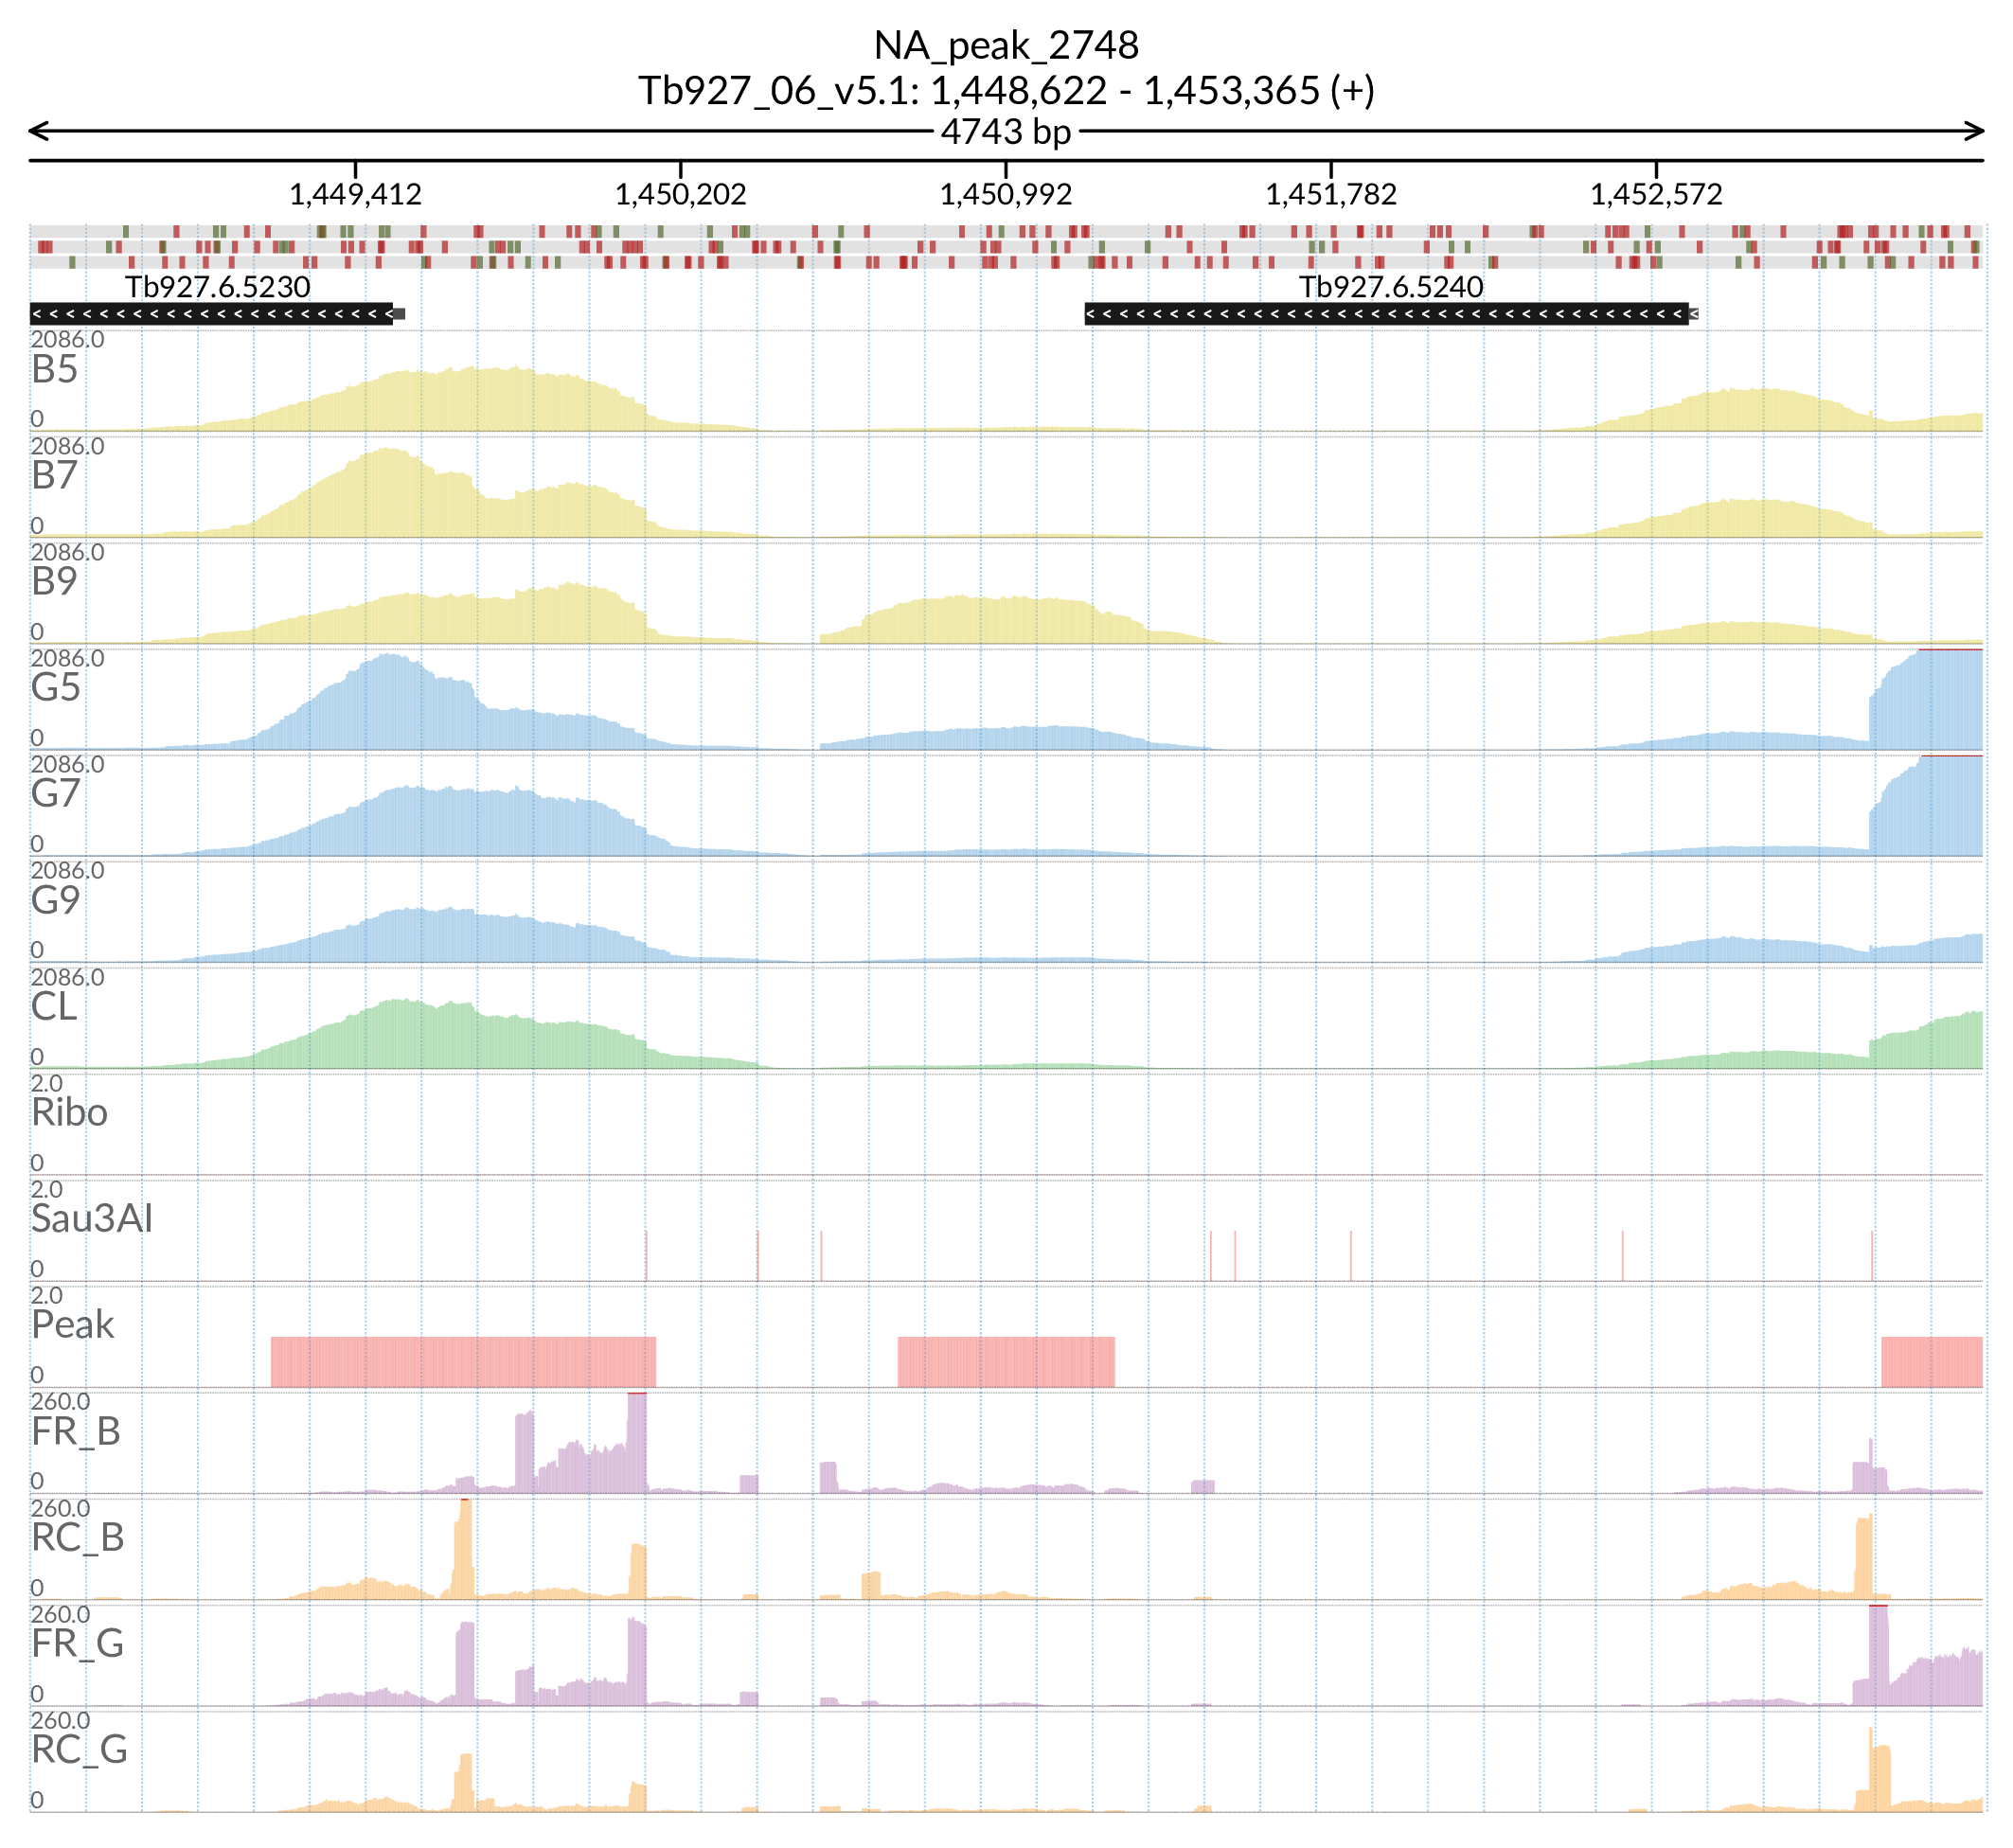 NA_peak_2748
Tb927_06_v5.1: 1,448,622 - 1,453,365 (+)
4743 bp
1,449,412 1,450,202 1,450,992 1,451,782 1,452,572
Tb927.6.5230 Tb927.6.5240
2086.0
B5
0
2086.0
B7
0
2086.0
B9
0
2086.0
G5
0
2086.0
G7
0
2086.0
G9
0
2086.0
CL
0
2.0
Ribo
0
2.0
Sau3AI
0
2.0
Peak
0
260.0
FR_B
0
260.0
RC_B
0
260.0
FR_G
0
260.0
RC_G
0